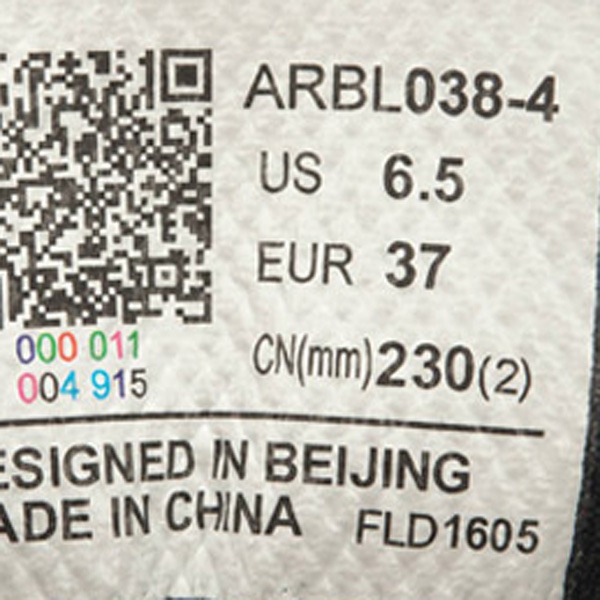 ARBL038-4
US 6.5
EUR 37
CN(mm)230(2)
000 011
004 915
ESIGNED IN BEIJING
ADE IN CHINA FLD1605